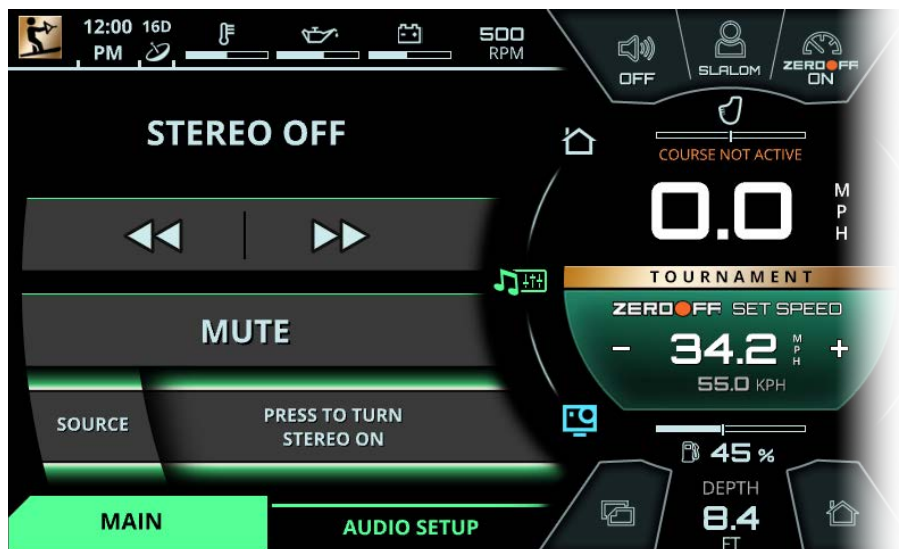 12:00 16D
PM
500
RPM
OFF
SLALOM
ZEROOFF
ON
STEREO OFF
COURSE NOT ACTIVE
0.0 MPH
TOURNAMENT
MUTE
ZEROOFF SET SPEED
- 34.2 MPH +
55.0 KPH
SOURCE
PRESS TO TURN
STEREO ON
45 %
DEPTH
8.4
FT
MAIN
AUDIO SETUP